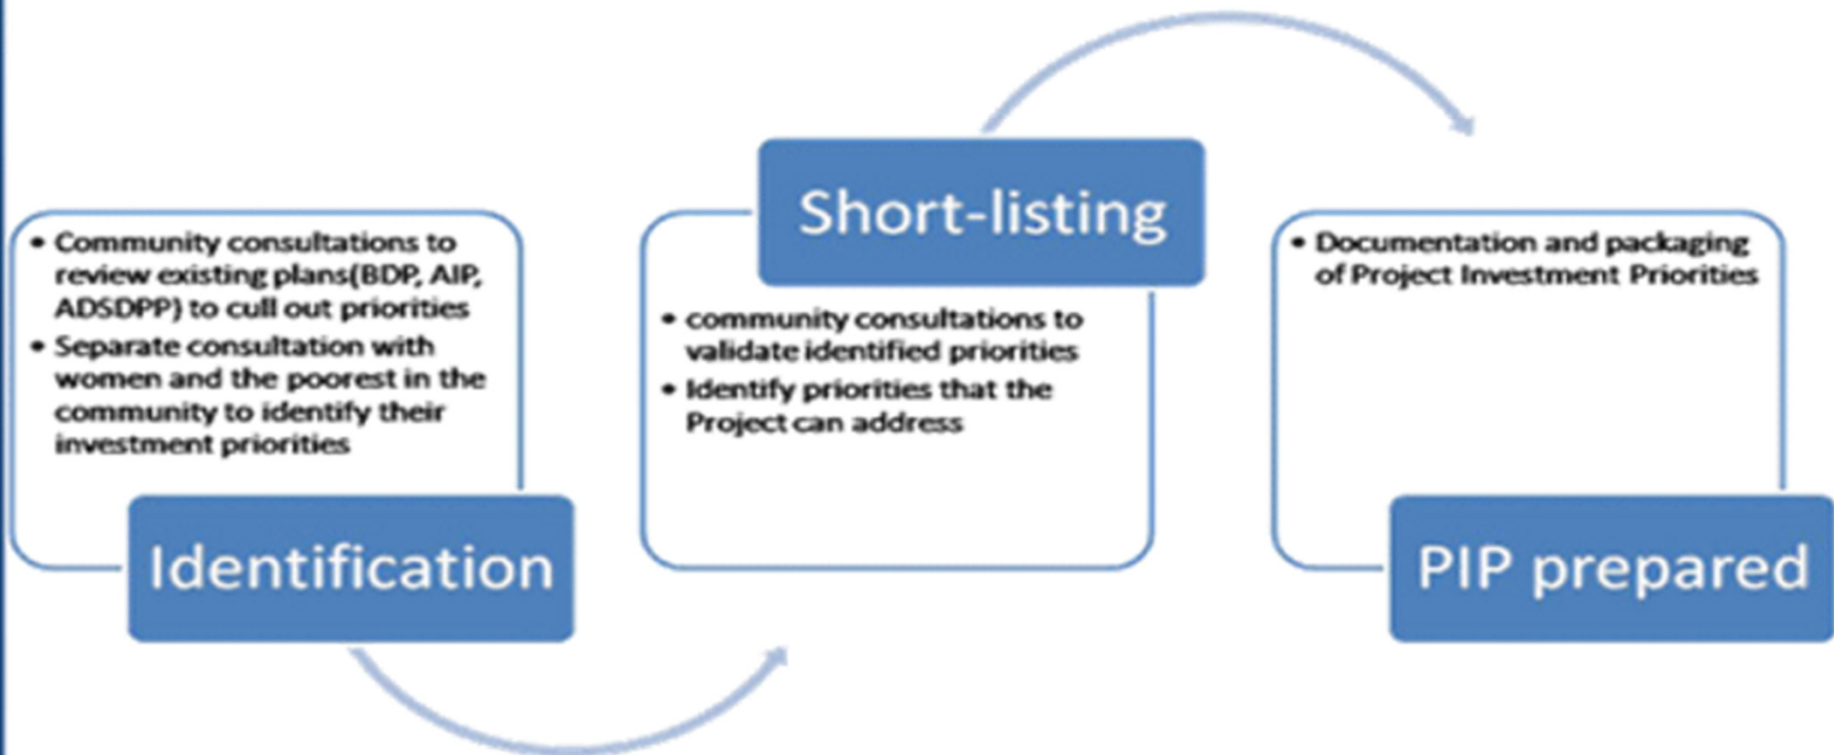 • Community consultations to
review existing plans(BDP, AIP,
ADSDPP) to cull out priorities
• Separate consultation with
women and the poorest in the
community to identify their
investment priorities
Identification
Short-listing
• community consultations to
validate identified priorities
• Identify priorities that the
Project can address
• Documentation and packaging
of Project Investment Priorities
PIP prepared